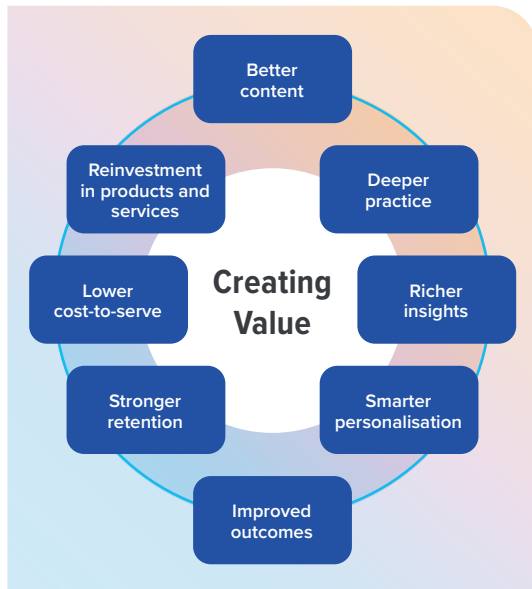 Better
content
Deeper
practice
Richer
insights
Smarter
personalisation
Improved
outcomes
Stronger
retention
Lower
cost-to-serve
Reinvestment
in products and
services
Creating
Value